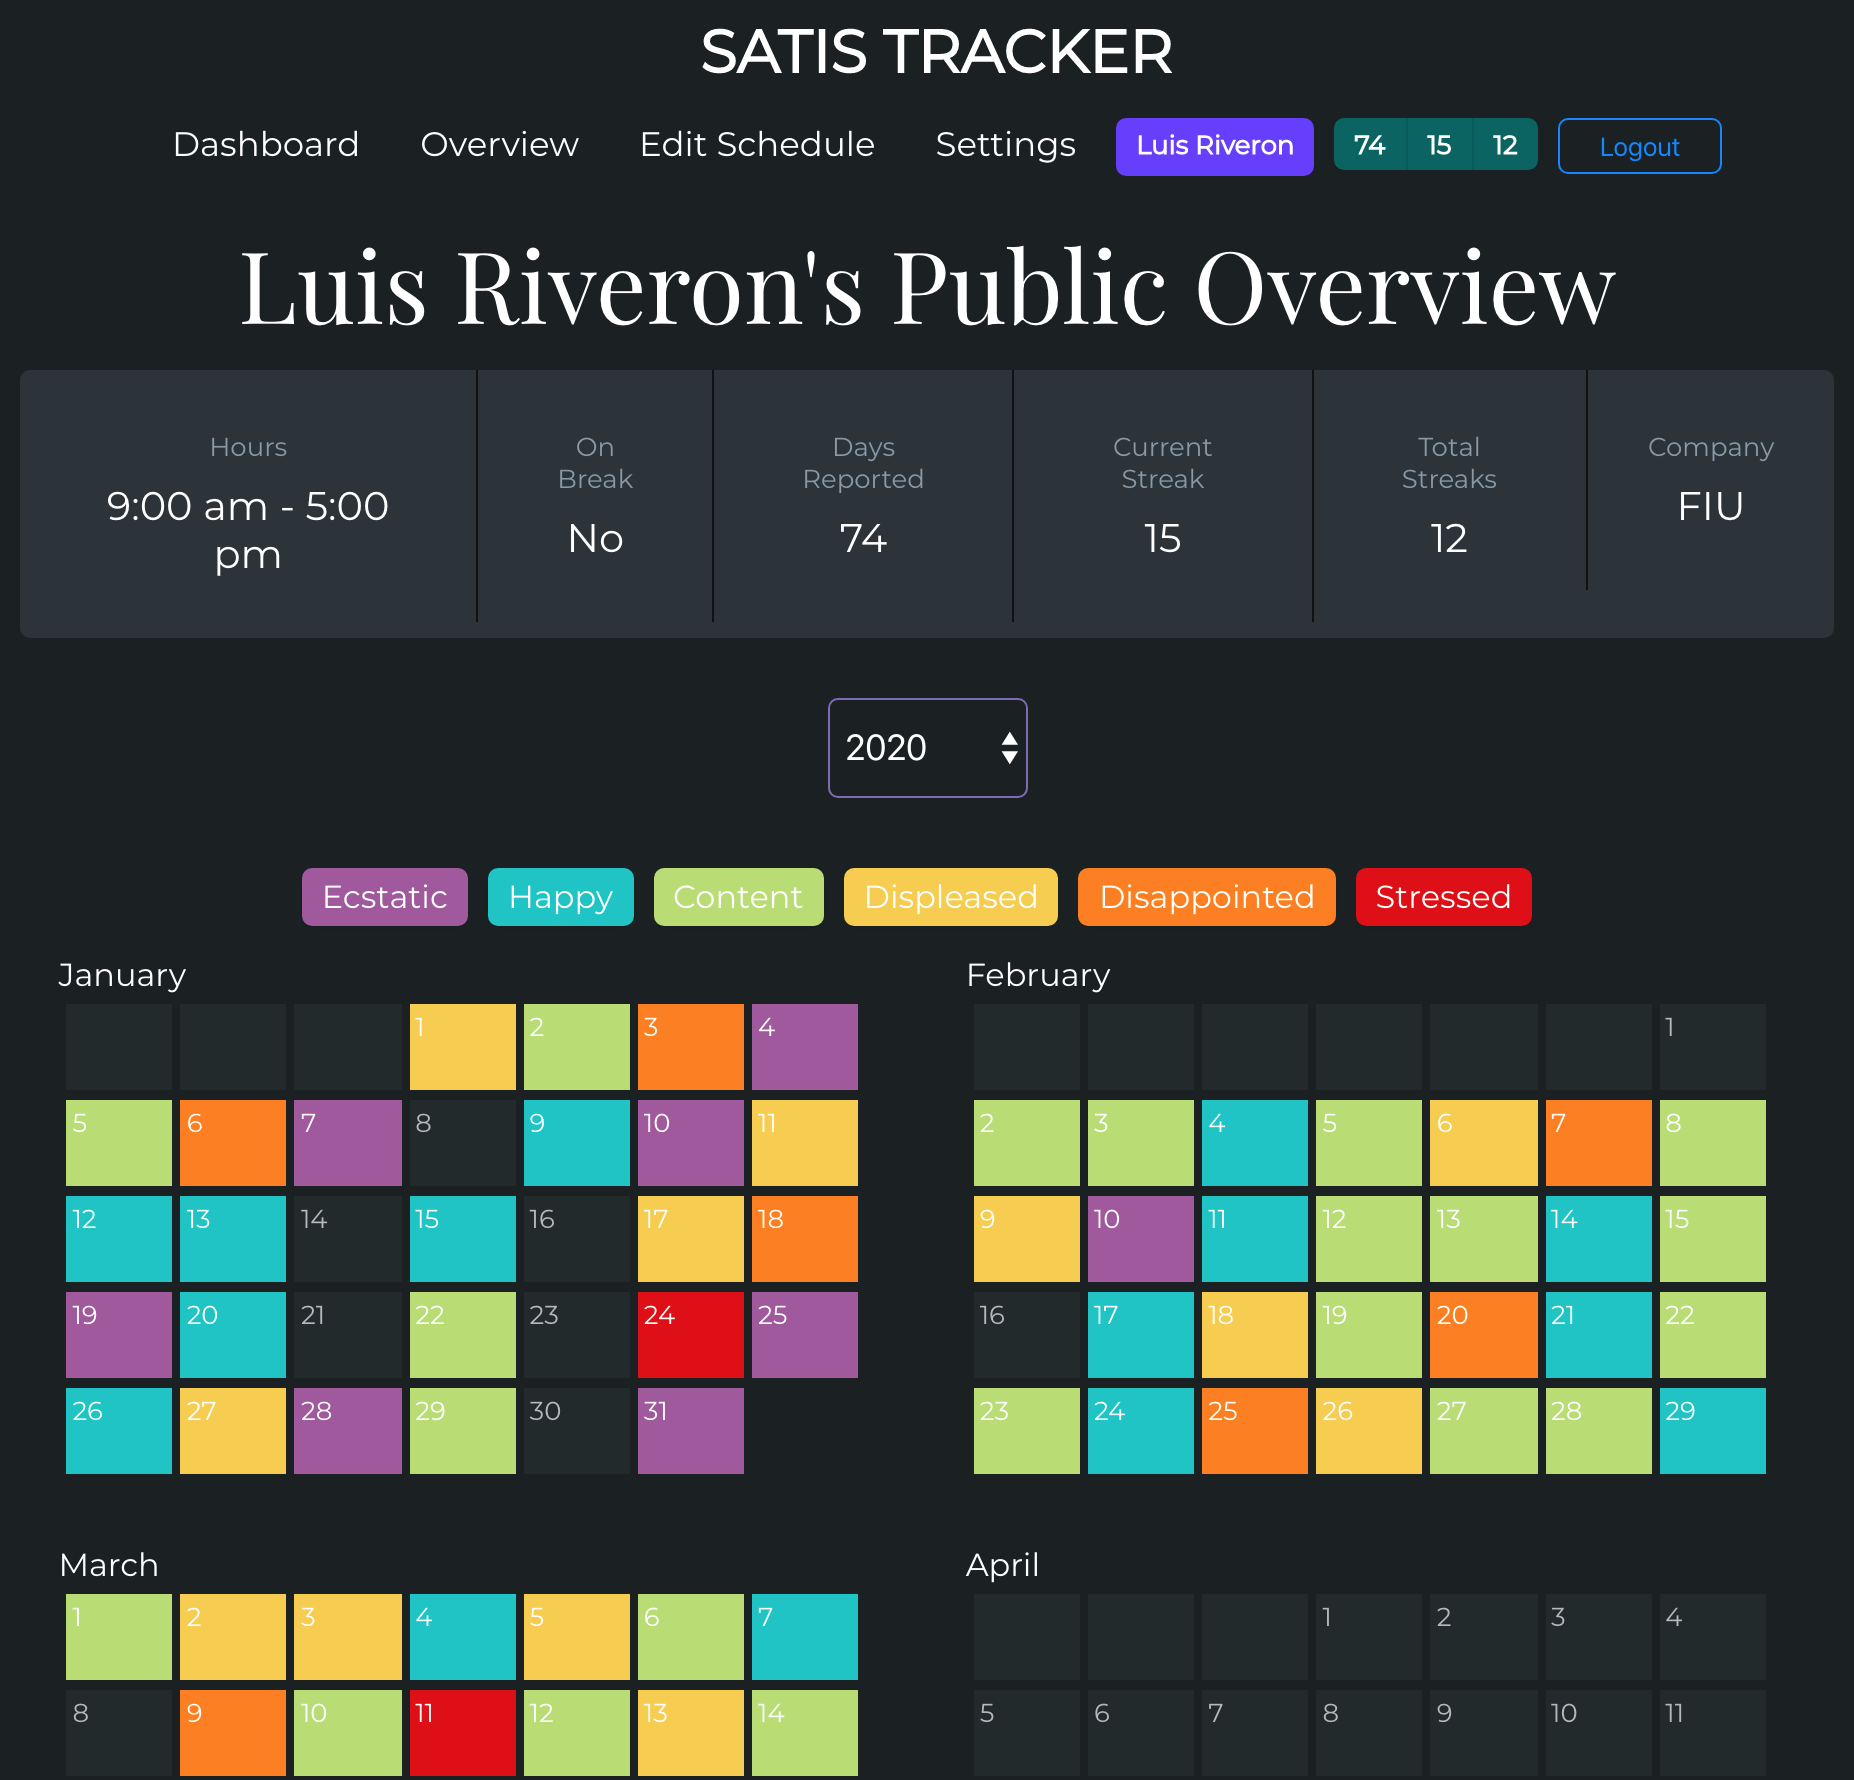 SATIS TRACKER
Dashboard Overview Edit Schedule Settings Luis Riveron 74 15 12 Logout
Luis Riveron's Public Overview
Hours
9:00 am - 5:00
pm
On
Break
No
Days
Reported
74
Current
Streak
15
Total
Streaks
12
Company
FIU
2020
Ecstatic Happy Content Displeased Disappointed Stressed
January
1 2 3 4
5 6 7 8 9 10 11
12 13 14 15 16 17 18
19 20 21 22 23 24 25
26 27 28 29 30 31
February
1
2 3 4 5 6 7 8
9 10 11 12 13 14 15
16 17 18 19 20 21 22
23 24 25 26 27 28 29
March
1 2 3 4 5 6 7
8 9 10 11 12 13 14
April
1 2 3 4
5 6 7 8 9 10 11